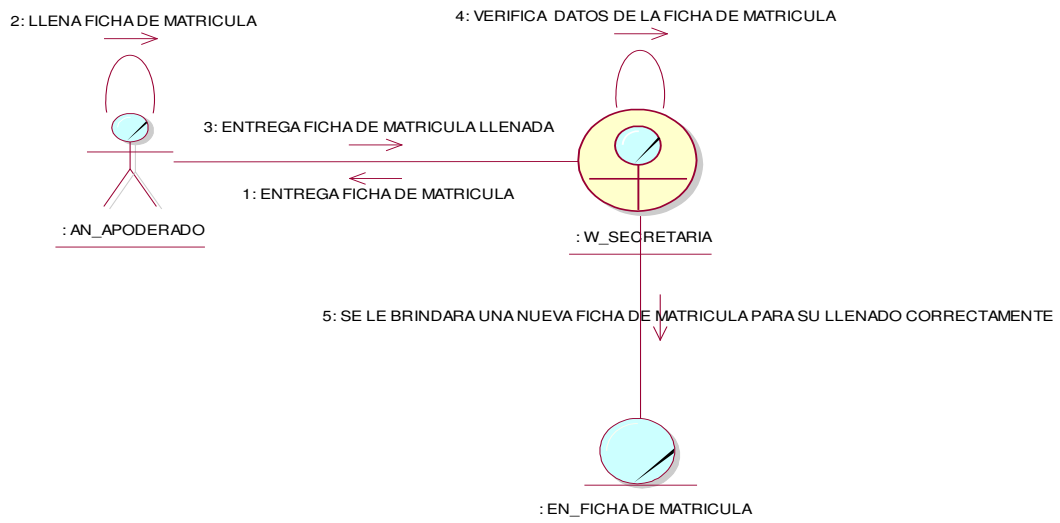 2: LLENA FICHA DE MATRICULA
4: VERIFICA DATOS DE LA FICHA DE MATRICULA
3: ENTREGA FICHA DE MATRICULA LLENADA
1: ENTREGA FICHA DE MATRICULA
: AN_APODERADO
: W_SECRETARIA
5: SE LE BRINDARA UNA NUEVA FICHA DE MATRICULA PARA SU LLENADO CORRECTAMENTE
: EN_FICHA DE MATRICULA